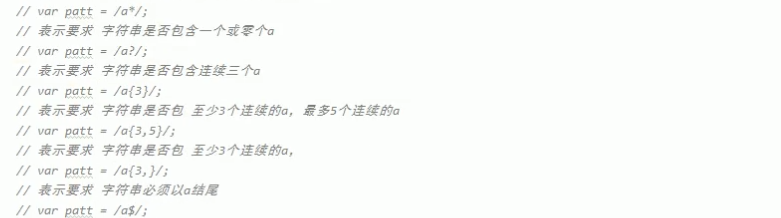 // var patt = /a*/;
// 表示要求 字符串是否包含一个或零个a
// var patt = /a?/;
// 表示要求 字符串是否包含连续三个a
// var patt = /a{3}/;
// 表示要求 字符串是否包 至少3个连续的a，最多5个连续的a
// var patt = /a{3,5}/;
// 表示要求 字符串是否包 至少3个连续的a，
// var patt = /a{3,}/;
// 表示要求 字符串必须以a结尾
// var patt = /a$/;